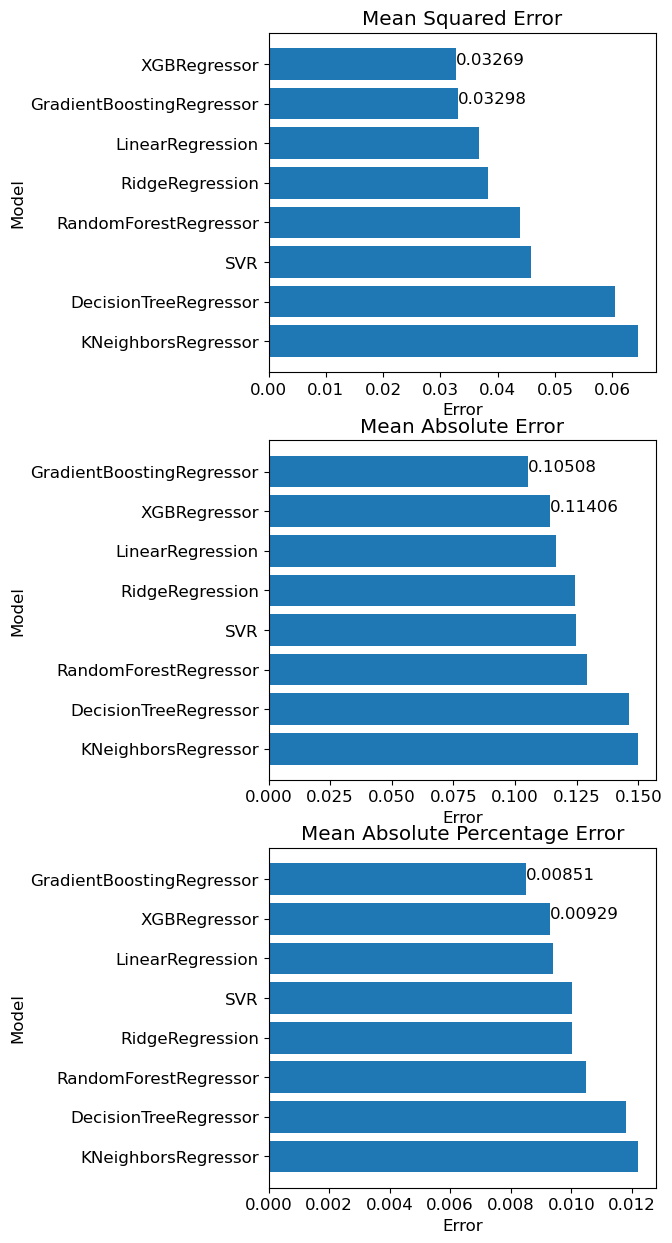 Mean Squared Error
XGBRegressor
0.03269
GradientBoostingRegressor
0.03298
LinearRegression
RidgeRegression
RandomForestRegressor
SVR
DecisionTreeRegressor
KNeighborsRegressor
Model
0.00 0.01 0.02 0.03 0.04 0.05 0.06
Error
Mean Absolute Error
GradientBoostingRegressor
0.10508
XGBRegressor
0.11406
LinearRegression
RidgeRegression
SVR
RandomForestRegressor
DecisionTreeRegressor
KNeighborsRegressor
Model
0.000 0.025 0.050 0.075 0.100 0.125 0.150
Error
Mean Absolute Percentage Error
GradientBoostingRegressor
0.00851
XGBRegressor
0.00929
LinearRegression
SVR
RidgeRegression
RandomForestRegressor
DecisionTreeRegressor
KNeighborsRegressor
Model
0.000 0.002 0.004 0.006 0.008 0.010 0.012
Error